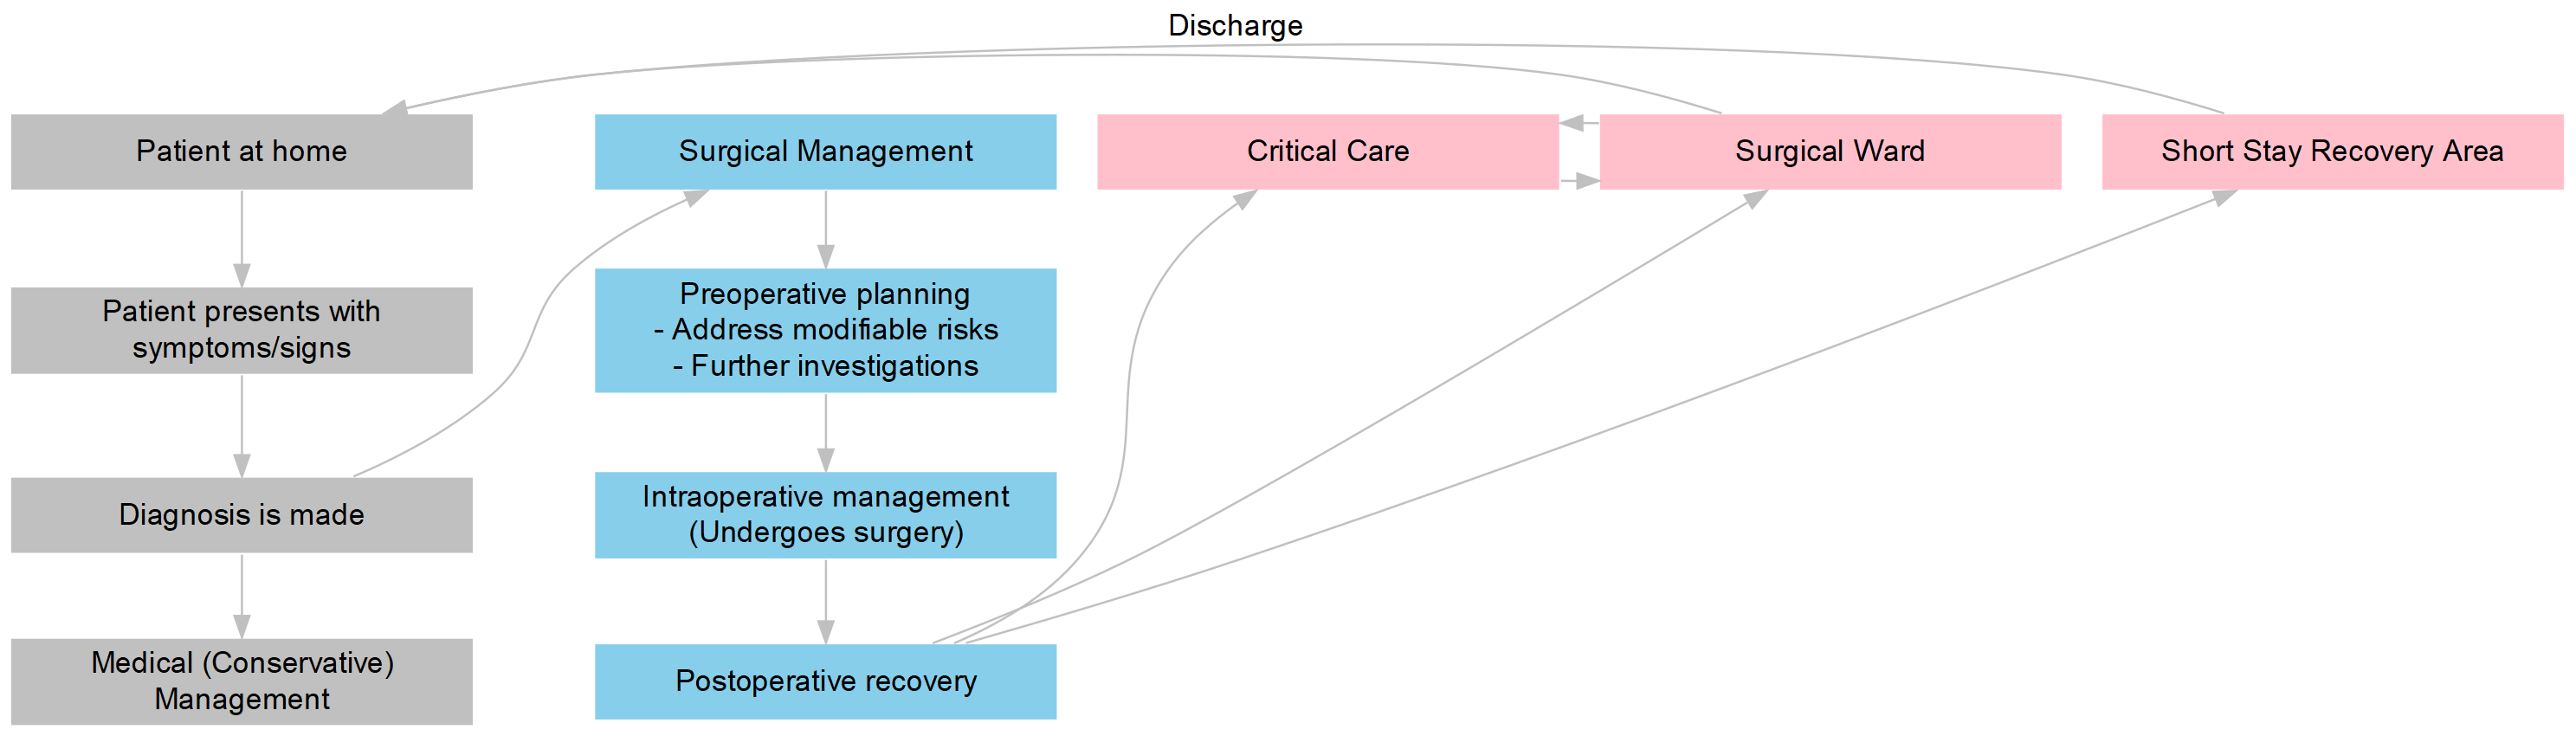 Discharge
Patient at home
Surgical Management
Critical Care
Surgical Ward
Short Stay Recovery Area
Patient presents with
symptoms/signs
Preoperative planning
- Address modifiable risks
- Further investigations
Diagnosis is made
Intraoperative management
(Undergoes surgery)
Medical (Conservative)
Management
Postoperative recovery